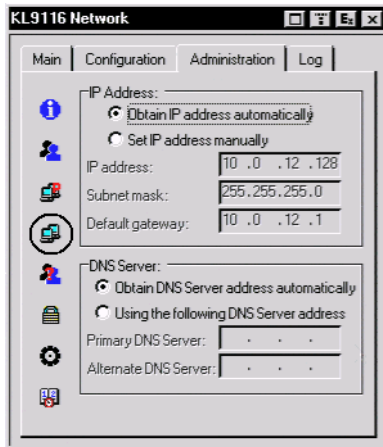 KL9116 Network
Main Configuration Administration Log
IP Address:
Obtain IP address automatically
Set IP address manually
IP address: 10 .0 .12 .128
Subnet mask: 255.255.255.0
Default gateway: 10 .0 .12 .1
DNS Server:
Obtain DNS Server address automatically
Using the following DNS Server address
Primary DNS Server: . . .
Alternate DNS Server: . . .